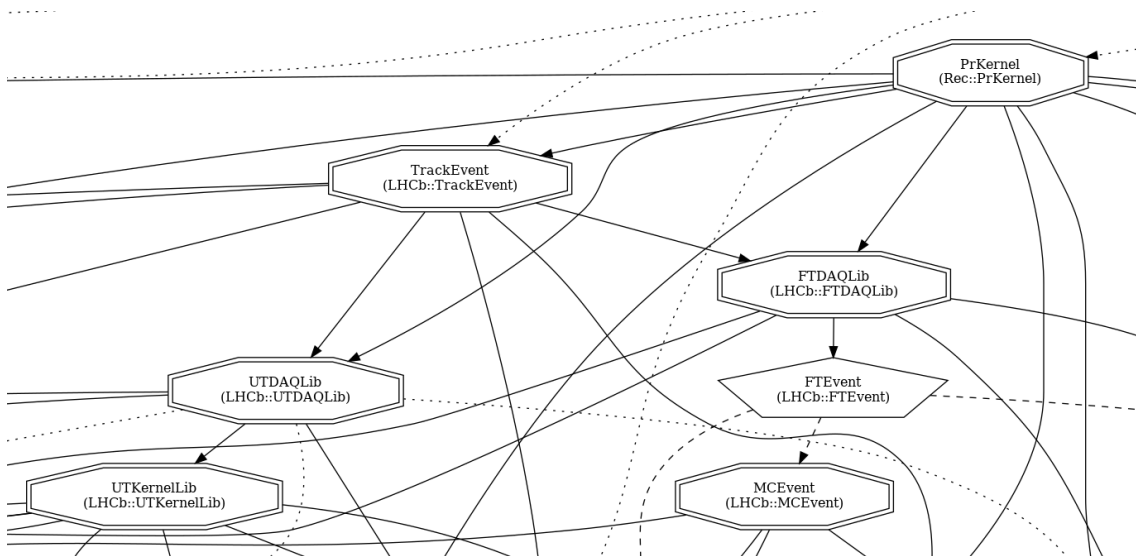 PrKernel
(Rec::PrKernel)
TrackEvent
(LHCb::TrackEvent)
FTDAQLib
(LHCb::FTDAQLib)
UTDAQLib
(LHCb::UTDAQLib)
FTEvent
(LHCb::FTEvent)
UTKernelLib
(LHCb::UTKernelLib)
MCEvent
(LHCb::MCEvent)